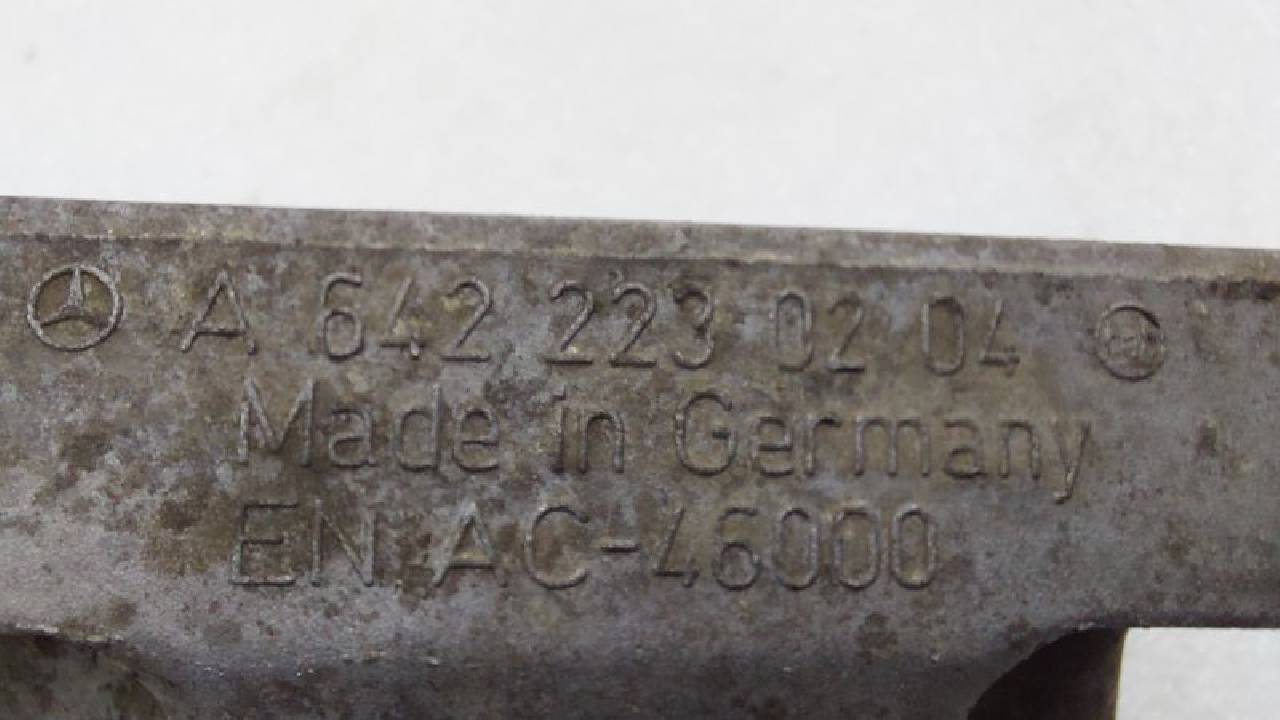 A 642 223 02 04
Made in Germany
EN AC-46000